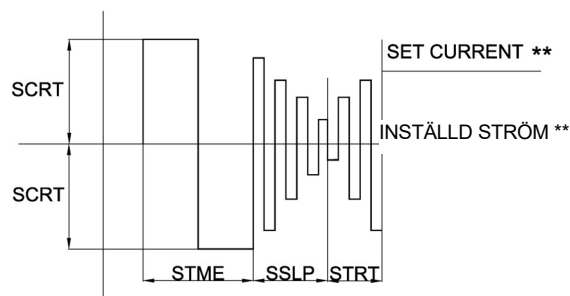 SET CURRENT **
SCRT
INSTÄLLD STRÖM **
SCRT
STME SSLP STRT